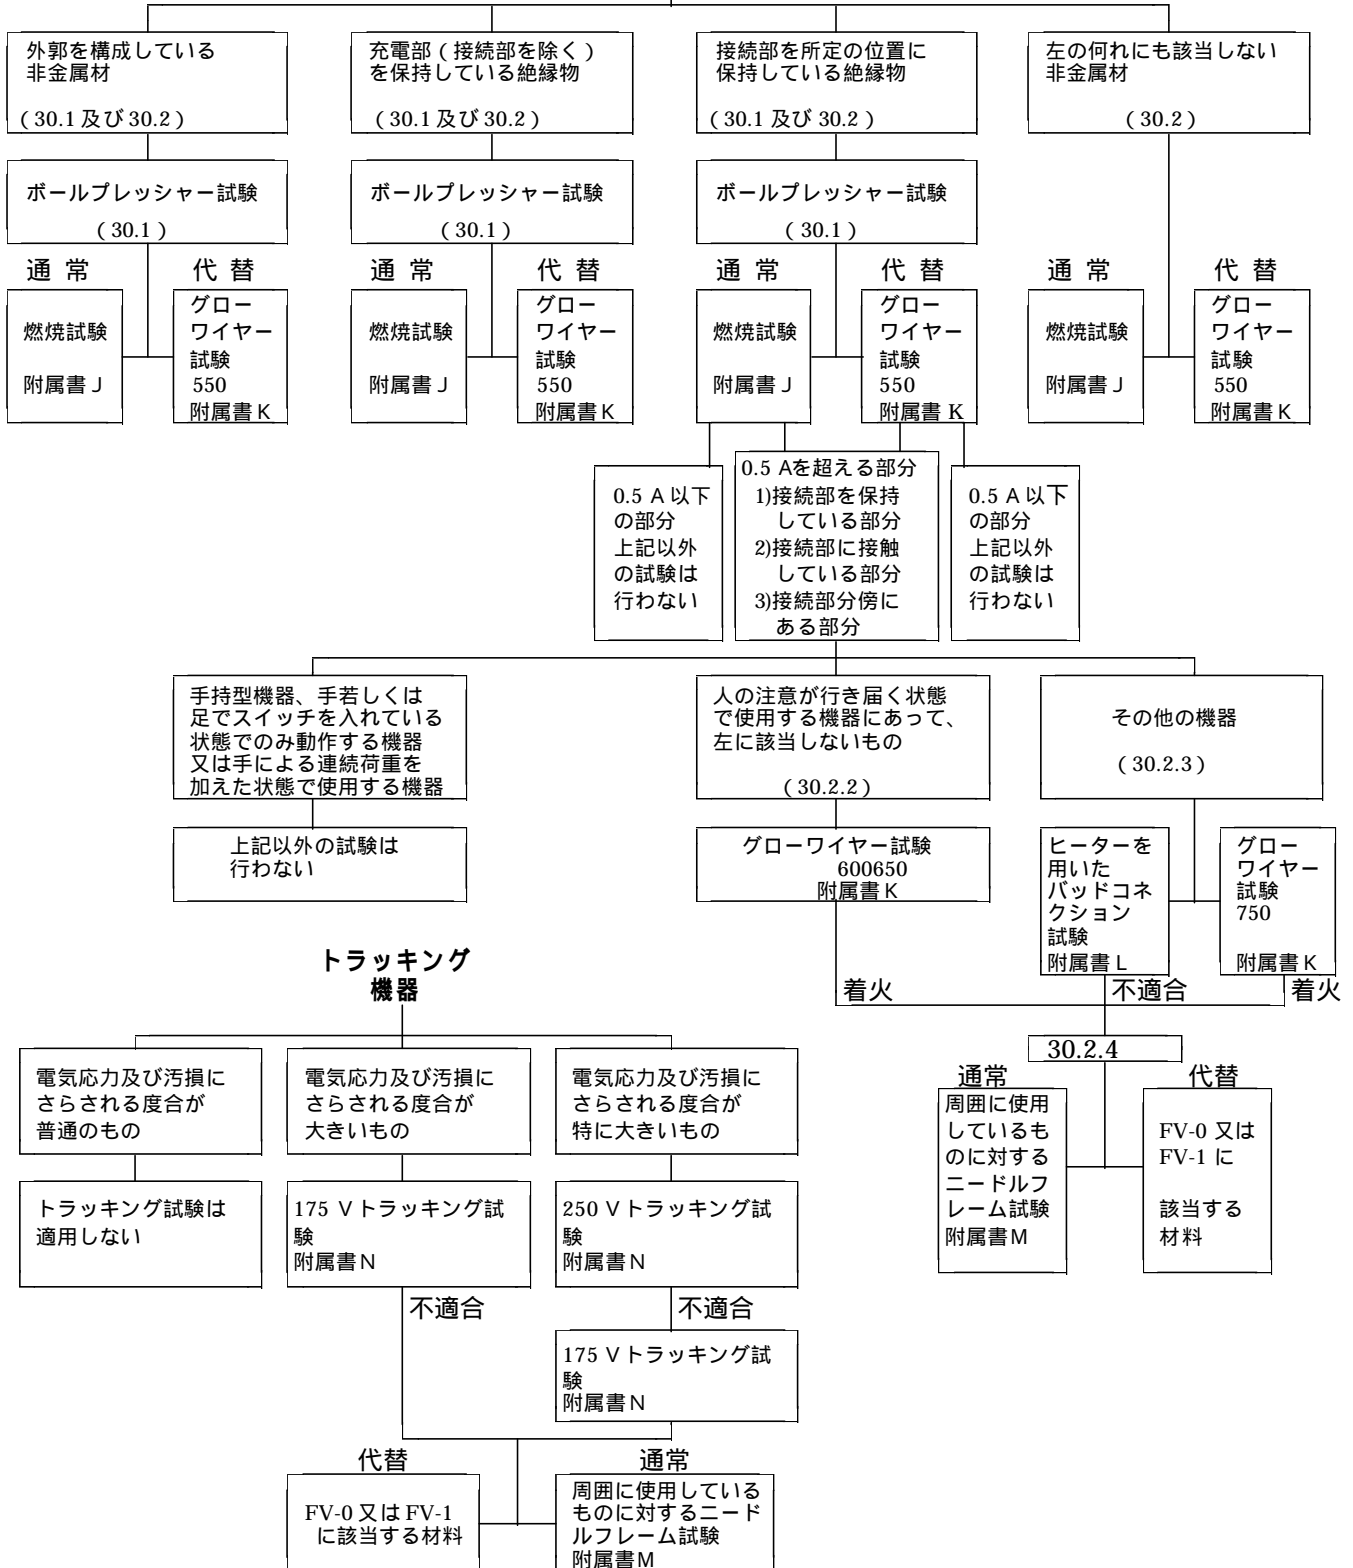 外郭を構成している
非金属材
（30.1 及び 30.2）
充電部（接続部を除く）
を保持している絶縁物
（30.1 及び 30.2）
接続部を所定の位置に
保持している絶縁物
（30.1 及び 30.2）
左の何れにも該当しない
非金属材
（30.2）
ボールプレッシャー試験
（30.1）
ボールプレッシャー試験
（30.1）
ボールプレッシャー試験
（30.1）
通 常
代 替
通 常
代 替
通 常
代 替
通 常
代 替
燃焼試験
附属書Ｊ
グロー
ワイヤー
試験
550
附属書Ｋ
燃焼試験
附属書Ｊ
グロー
ワイヤー
試験
550
附属書Ｋ
燃焼試験
附属書Ｊ
グロー
ワイヤー
試験
550
附属書 K
燃焼試験
附属書Ｊ
グロー
ワイヤー
試験
550
附属書Ｋ
0.5 Ａ以下
の部分
上記以外
の試験は
行わない
0.5 Ａを超える部分
1)接続部を保持
している部分
2)接続部に接触
している部分
3)接続部分傍に
ある部分
0.5 Ａ以下
の部分
上記以外
の試験は
行わない
手持型機器、手若しくは
足でスイッチを入れている
状態でのみ動作する機器
又は手による連続荷重を
加えた状態で使用する機器
人の注意が行き届く状態
で使用する機器にあって、
左に該当しないもの
（30.2.2）
その他の機器
（30.2.3）
上記以外の試験は
行わない
グローワイヤー試験
600650
附属書Ｋ
ヒーターを
用いた
バッドコネ
クション
試験
附属書Ｌ
グロー
ワイヤー
試験
750
附属書Ｋ
着火
不適合
着火
30.2.4
通常
代替
周囲に使用
しているも
のに対する
ニードルフ
レーム試験
附属書Ｍ
FV-0 又は
FV-1 に
該当する
材料
トラッキング
機器
電気応力及び汚損に
さらされる度合が
普通のもの
電気応力及び汚損に
さらされる度合が
大きいもの
電気応力及び汚損に
さらされる度合が
特に大きいもの
トラッキング試験は
適用しない
175 Ｖトラッキング試
験
附属書Ｎ
250 Ｖトラッキング試
験
附属書Ｎ
不適合
不適合
175 Ｖトラッキング試
験
附属書Ｎ
代替
通常
FV-0 又は FV-1
に該当する材料
周囲に使用している
ものに対するニード
ルフレーム試験
附属書Ｍ